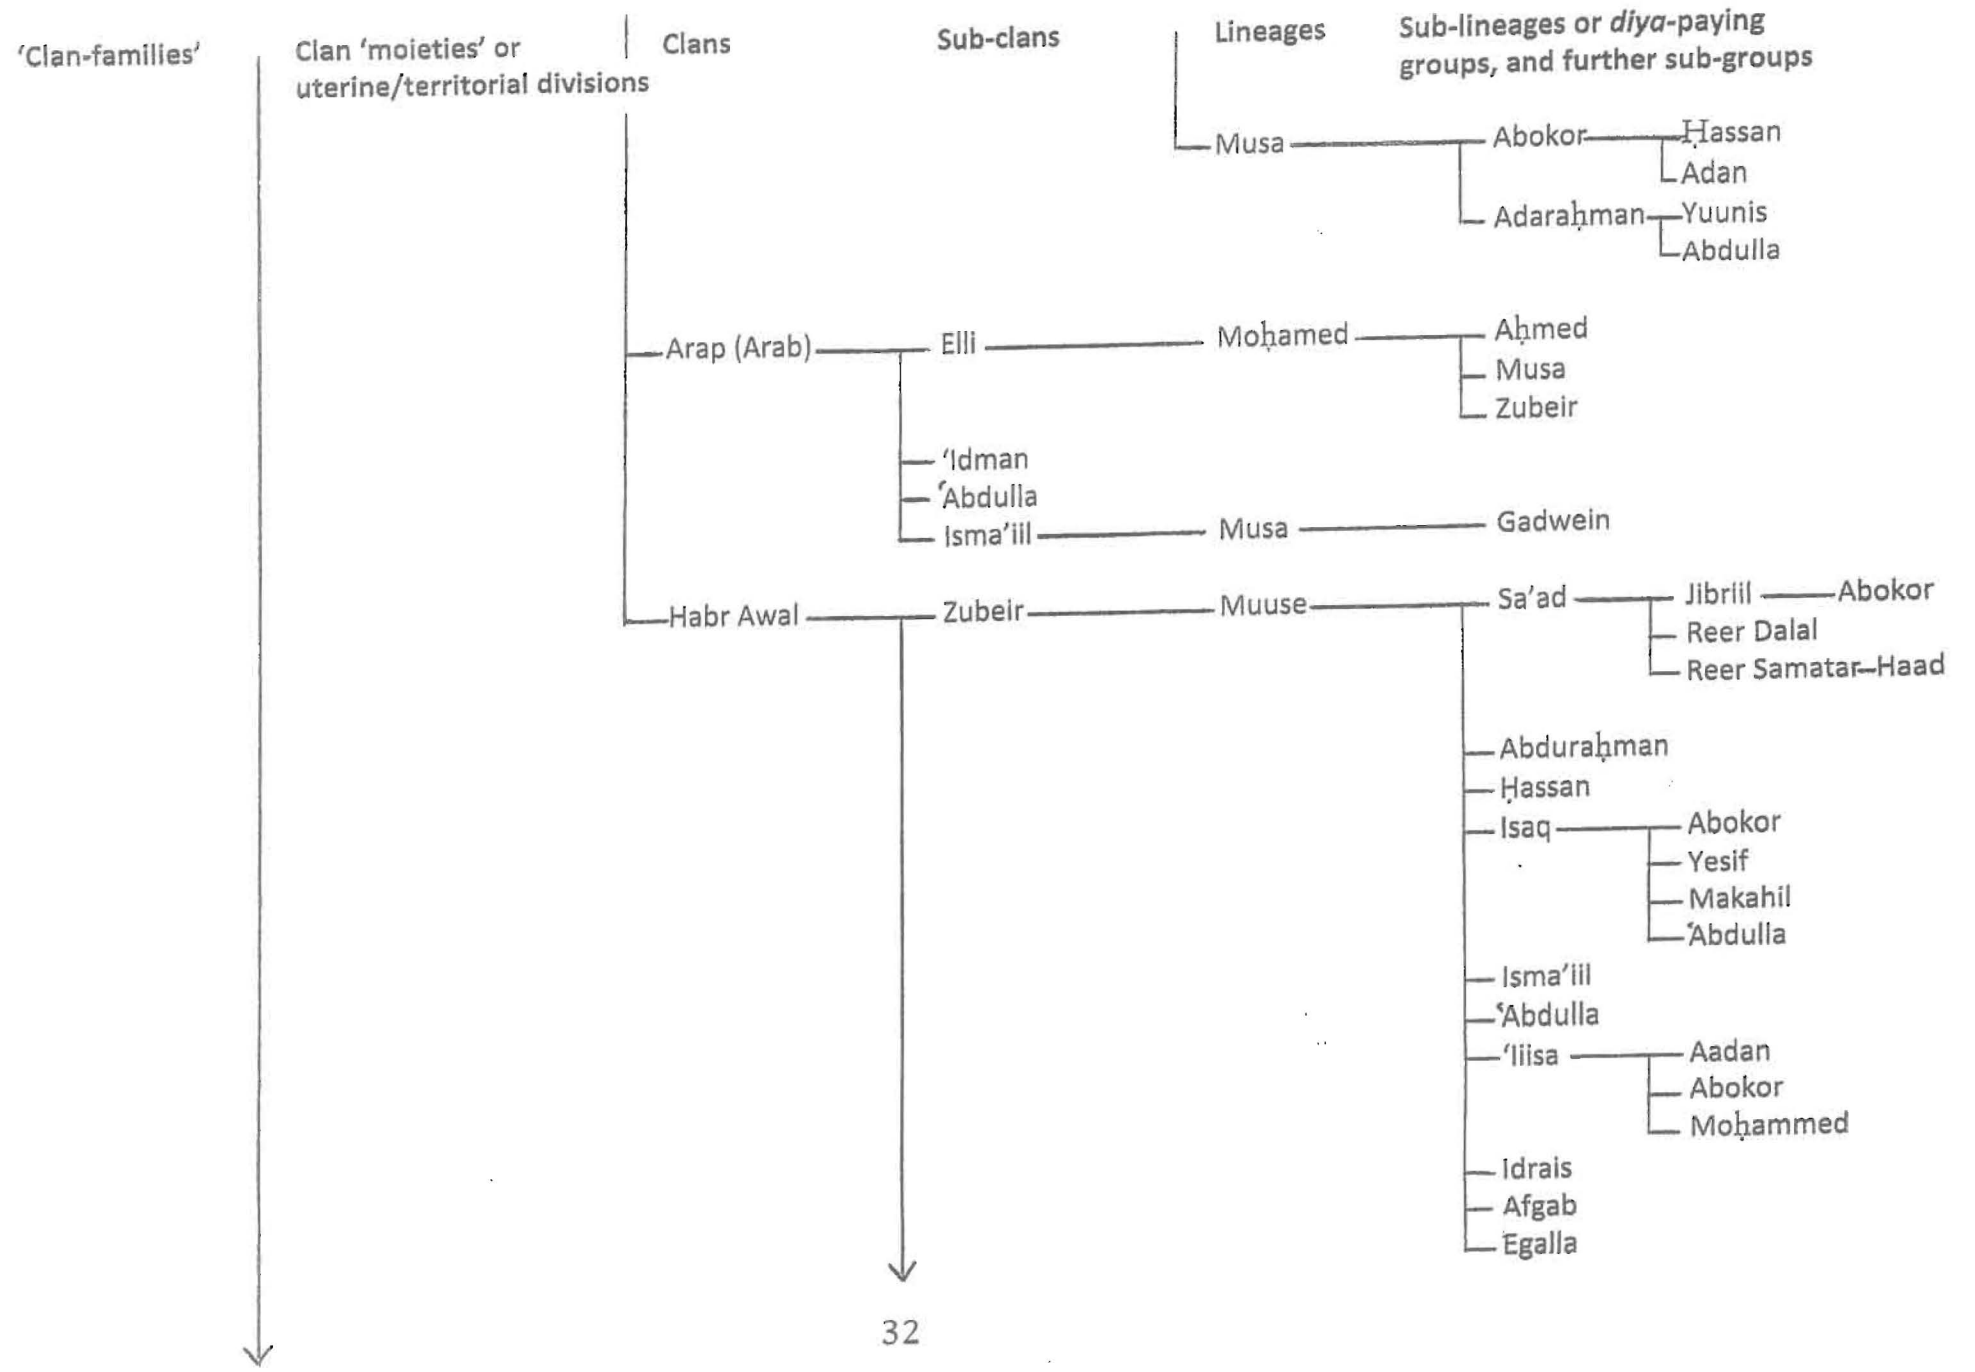 'Clan-families'
Clan 'moieties' or
uterine/territorial divisions
Clans
Sub-clans
Lineages
Sub-lineages or diya-paying
groups, and further sub-groups
Musa Abokor Ḥassan
Adan
Adaraḥman Yuunis
Abdulla
Arap (Arab) Elli Moḥamed Aḥmed
Musa
Zubeir
'Idman
'Abdulla
Isma'iil Musa Gadwein
Habr Awal Zubeir Muuse Sa'ad Jibriil Abokor
Reer Dalal
Reer Samatar Haad
Abduraḥman
Ḥassan
Isaq Abokor
Yesif
Makahil
'Abdulla
Isma'iil
'Abdulla
'Iiisa Aadan
Abokor
Moḥammed
Idrais
Afgab
Egalla
32